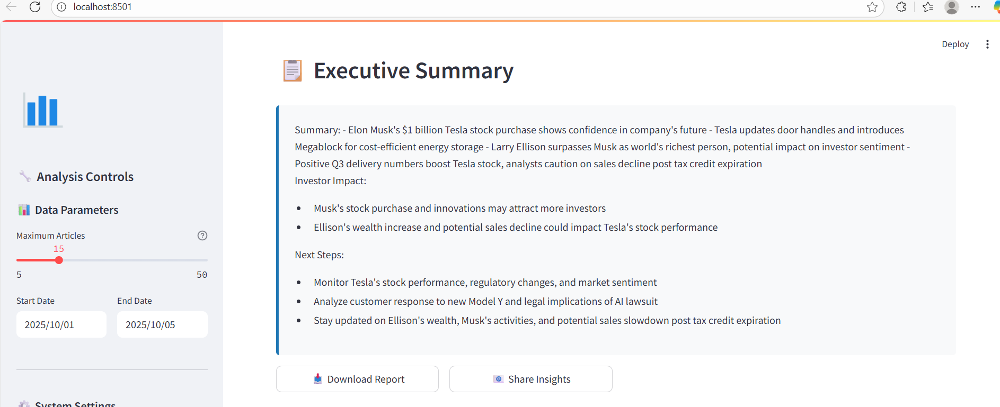 localhost:8501
Deploy
Analysis Controls
Data Parameters
Maximum Articles
15
5 50
Start Date End Date
2025/10/01 2025/10/05
System Settings
Executive Summary
Summary: - Elon Musk's $1 billion Tesla stock purchase shows confidence in company's future - Tesla updates door handles and introduces
Megablock for cost-efficient energy storage - Larry Ellison surpasses Musk as world's richest person, potential impact on investor sentiment -
Positive Q3 delivery numbers boost Tesla stock, analysts caution on sales decline post tax credit expiration
Investor Impact:
• Musk's stock purchase and innovations may attract more investors
• Ellison's wealth increase and potential sales decline could impact Tesla's stock performance
Next Steps:
• Monitor Tesla's stock performance, regulatory changes, and market sentiment
• Analyze customer response to new Model Y and legal implications of AI lawsuit
• Stay updated on Ellison's wealth, Musk's activities, and potential sales slowdown post tax credit expiration
Download Report
Share Insights